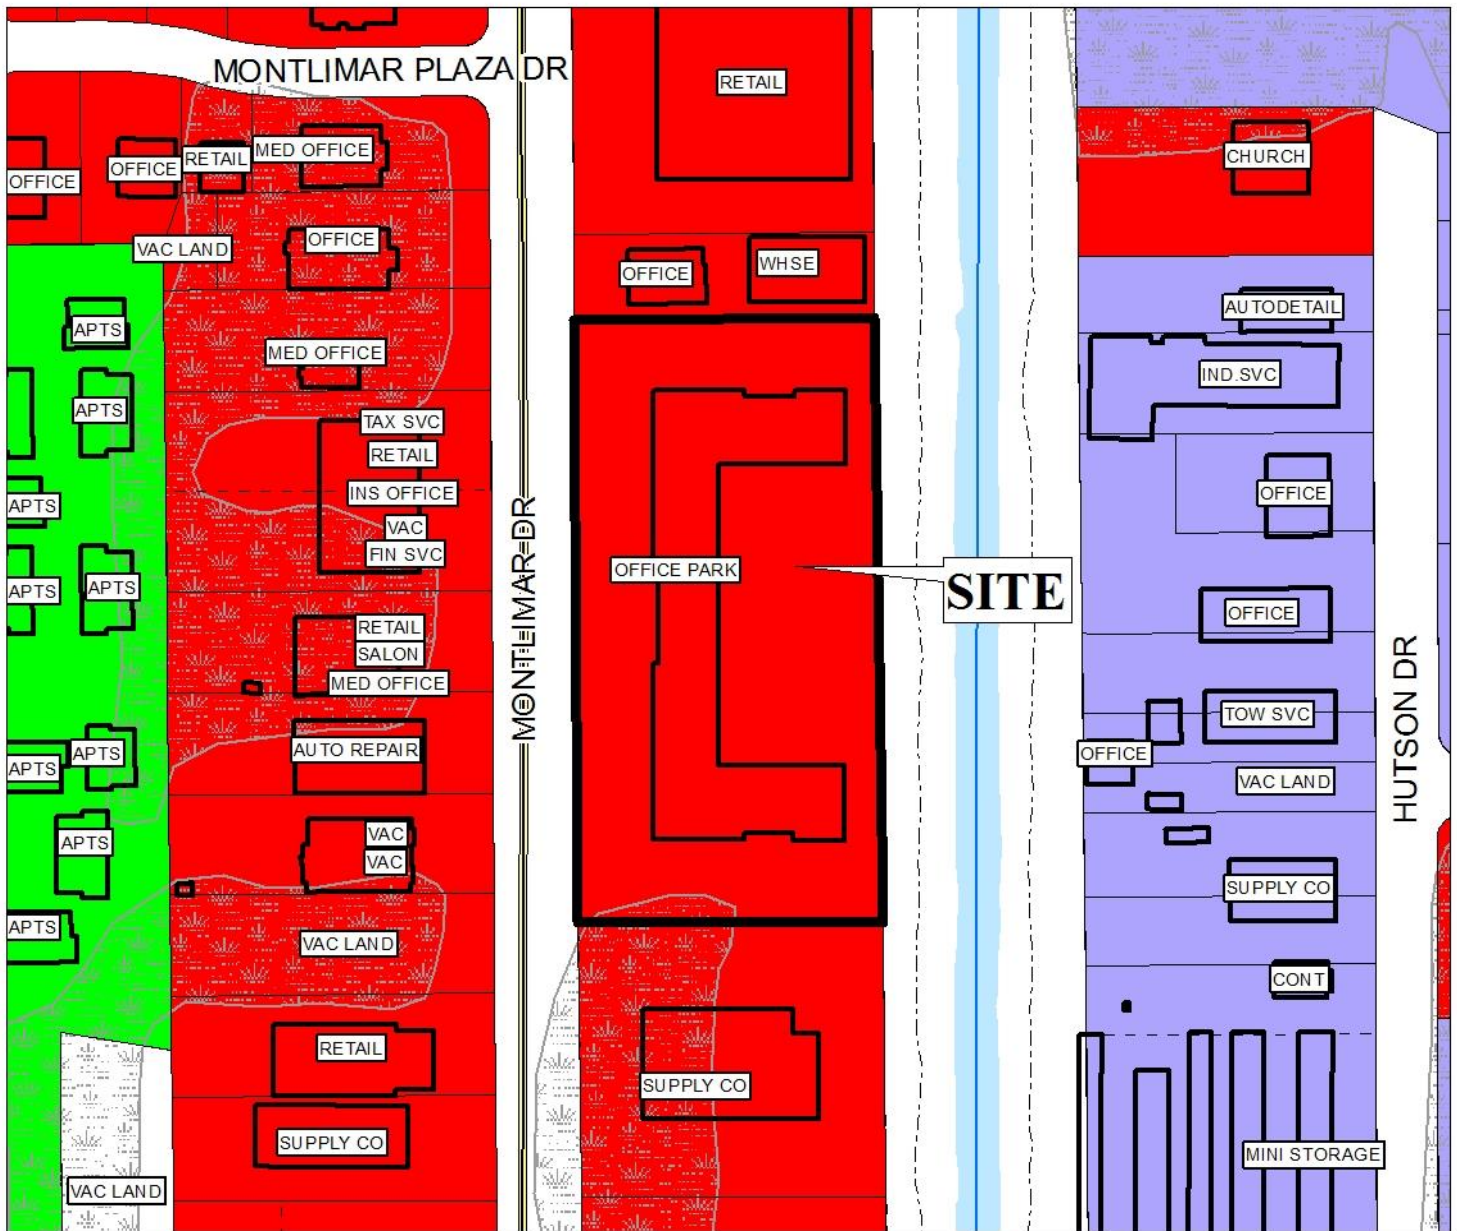 MONTLIMAR PLAZA DR
RETAIL
CHURCH
OFFICE
OFFICE
RETAIL
MED OFFICE
VAC LAND
OFFICE
OFFICE
WHSE
AUTODETAIL
APTS
MED OFFICE
IND.SVC
APTS
TAX SVC
RETAIL
INS OFFICE
VAC
FIN SVC
OFFICE
APTS
MONTLIMAR DR
OFFICE PARK
SITE
APTS
APTS
OFFICE
RETAIL
SALON
MED OFFICE
HUTSON DR
TOW SVC
OFFICE
AUTO REPAIR
APTS
APTS
VAC LAND
VAC
VAC
APTS
SUPPLY CO
APTS
VAC LAND
CONT
RETAIL
SUPPLY CO
SUPPLY CO
MINI STORAGE
VAC LAND